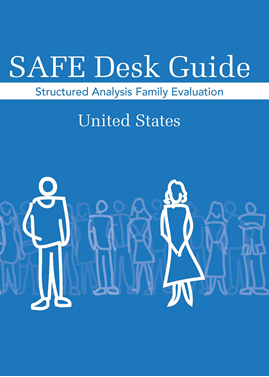 SAFE Desk Guide
Structured Analysis Family Evaluation
United States